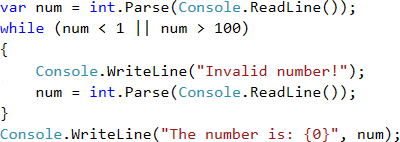 var num = int.Parse(Console.ReadLine());
while (num < 1 || num > 100)
{
    Console.WriteLine("Invalid number!");
    num = int.Parse(Console.ReadLine());
}
Console.WriteLine("The number is: {0}", num);